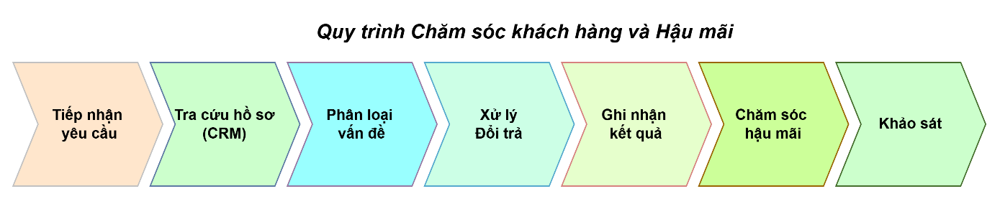 Quy trình Chăm sóc khách hàng và Hậu mãi
Tiếp nhận
yêu cầu
Tra cứu hồ sơ
(CRM)
Phân loại
vấn đề
Xử lý
Đổi trả
Ghi nhận
kết quả
Chăm sóc
hậu mãi
Khảo sát